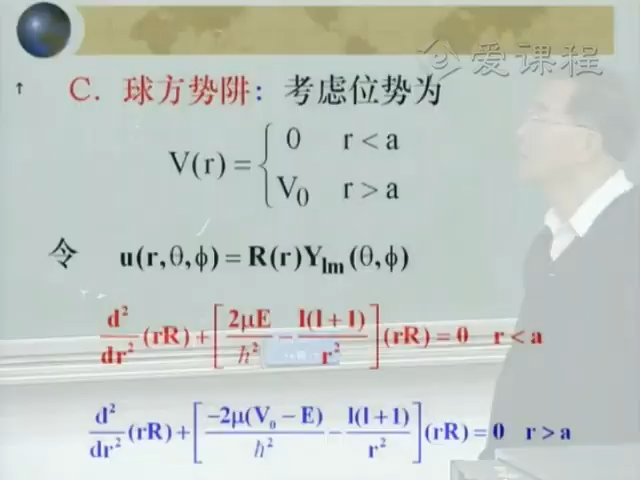 爱课程
↑ C. 球方势阱: 考虑位势为
V(r) = { 0 r < a
V₀ r > a
令 u(r,θ,ϕ) = R(r)Yₗₘ(θ,ϕ)
d²/dr² (rR) + [2μE/ħ² − l(l+1)/r²](rR) = 0 r < a
d²/dr² (rR) + [−2μ(V₀ − E)/ħ² − l(l+1)/r²](rR) = 0 r > a